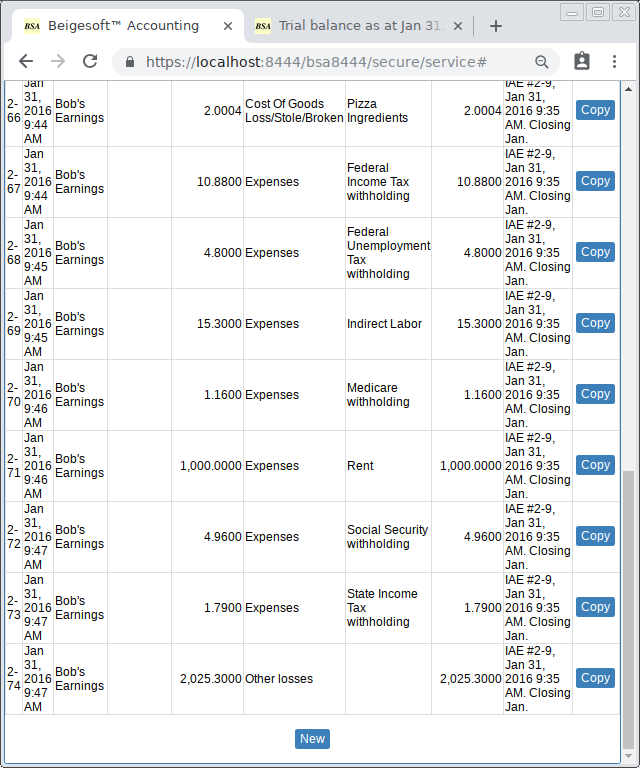 BSA Beigesoft™ Accounting
BSA Trial balance as at Jan 31,
https://localhost:8444/bsa8444/secure/service#
2-66 Jan 31, 2016 9:44 AM Bob's Earnings 2.0004 Cost Of Goods Loss/Stole/Broken Pizza Ingredients 2.0004 IAE #2-9, Jan 31, 2016 9:35 AM. Closing Jan. Copy
2-67 Jan 31, 2016 9:44 AM Bob's Earnings 10.8800 Expenses Federal Income Tax withholding 10.8800 IAE #2-9, Jan 31, 2016 9:35 AM. Closing Jan. Copy
2-68 Jan 31, 2016 9:45 AM Bob's Earnings 4.8000 Expenses Federal Unemployment Tax withholding 4.8000 IAE #2-9, Jan 31, 2016 9:35 AM. Closing Jan. Copy
2-69 Jan 31, 2016 9:45 AM Bob's Earnings 15.3000 Expenses Indirect Labor 15.3000 IAE #2-9, Jan 31, 2016 9:35 AM. Closing Jan. Copy
2-70 Jan 31, 2016 9:46 AM Bob's Earnings 1.1600 Expenses Medicare withholding 1.1600 IAE #2-9, Jan 31, 2016 9:35 AM. Closing Jan. Copy
2-71 Jan 31, 2016 9:46 AM Bob's Earnings 1,000.0000 Expenses Rent 1,000.0000 IAE #2-9, Jan 31, 2016 9:35 AM. Closing Jan. Copy
2-72 Jan 31, 2016 9:47 AM Bob's Earnings 4.9600 Expenses Social Security withholding 4.9600 IAE #2-9, Jan 31, 2016 9:35 AM. Closing Jan. Copy
2-73 Jan 31, 2016 9:47 AM Bob's Earnings 1.7900 Expenses State Income Tax withholding 1.7900 IAE #2-9, Jan 31, 2016 9:35 AM. Closing Jan. Copy
2-74 Jan 31, 2016 9:47 AM Bob's Earnings 2,025.3000 Other losses 2,025.3000 IAE #2-9, Jan 31, 2016 9:35 AM. Closing Jan. Copy
New